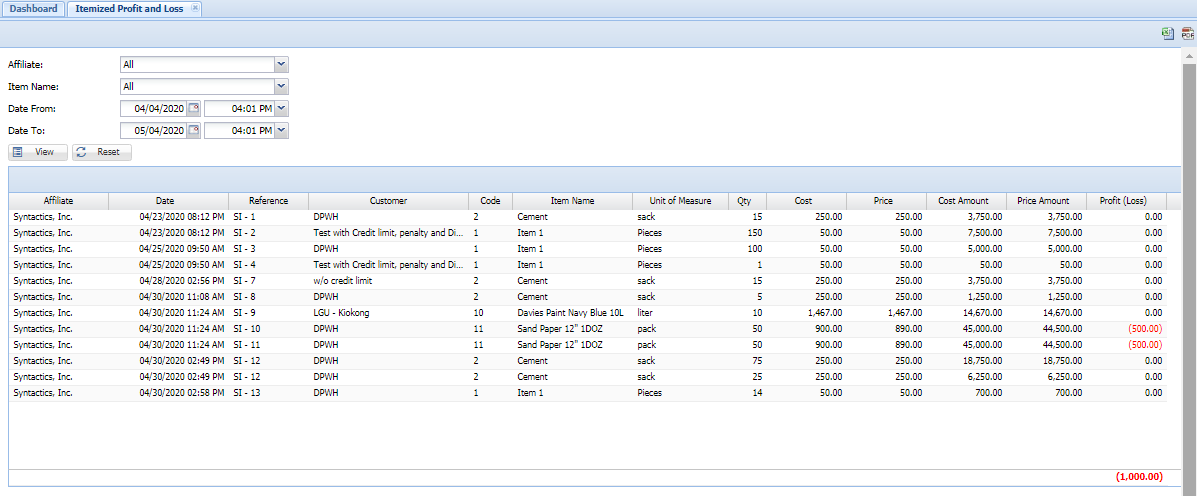 Dashboard Itemized Profit and Loss
PDF
Affiliate: All
Item Name: All
Date From: 04/04/2020 04:01 PM
Date To: 05/04/2020 04:01 PM
View Reset
Affiliate Date Reference Customer Code Item Name Unit of Measure Qty Cost Price Cost Amount Price Amount Profit (Loss)
Syntactics, Inc. 04/23/2020 08:12 PM SI - 1 DPWH 2 Cement sack 15 250.00 250.00 3,750.00 3,750.00 0.00
Syntactics, Inc. 04/23/2020 08:12 PM SI - 2 Test with Credit limit, penalty and Di... 1 Item 1 Pieces 150 50.00 50.00 7,500.00 7,500.00 0.00
Syntactics, Inc. 04/25/2020 09:50 AM SI - 3 DPWH 1 Item 1 Pieces 100 50.00 50.00 5,000.00 5,000.00 0.00
Syntactics, Inc. 04/25/2020 09:50 AM SI - 4 Test with Credit limit, penalty and Di... 1 Item 1 Pieces 1 50.00 50.00 50.00 50.00 0.00
Syntactics, Inc. 04/28/2020 02:56 PM SI - 7 w/o credit limit 2 Cement sack 15 250.00 250.00 3,750.00 3,750.00 0.00
Syntactics, Inc. 04/30/2020 11:08 AM SI - 8 DPWH 2 Cement sack 5 250.00 250.00 1,250.00 1,250.00 0.00
Syntactics, Inc. 04/30/2020 11:24 AM SI - 9 LGU - Kiokong 10 Davies Paint Navy Blue 10L liter 10 1,467.00 1,467.00 14,670.00 14,670.00 0.00
Syntactics, Inc. 04/30/2020 11:24 AM SI - 10 DPWH 11 Sand Paper 12" 1DOZ pack 50 900.00 890.00 45,000.00 44,500.00 (500.00)
Syntactics, Inc. 04/30/2020 11:24 AM SI - 11 DPWH 11 Sand Paper 12" 1DOZ pack 50 900.00 890.00 45,000.00 44,500.00 (500.00)
Syntactics, Inc. 04/30/2020 02:49 PM SI - 12 DPWH 2 Cement sack 75 250.00 250.00 18,750.00 18,750.00 0.00
Syntactics, Inc. 04/30/2020 02:49 PM SI - 12 DPWH 2 Cement sack 25 250.00 250.00 6,250.00 6,250.00 0.00
Syntactics, Inc. 04/30/2020 02:58 PM SI - 13 DPWH 1 Item 1 Pieces 14 50.00 50.00 700.00 700.00 0.00
(1,000.00)